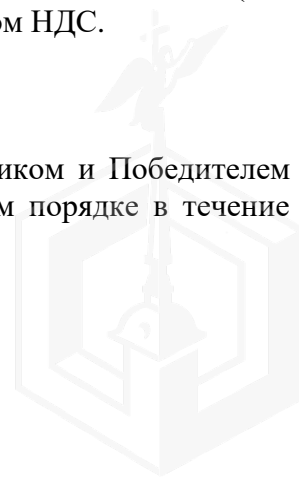 ом НДС.
иком и Победителем
м порядке в течение